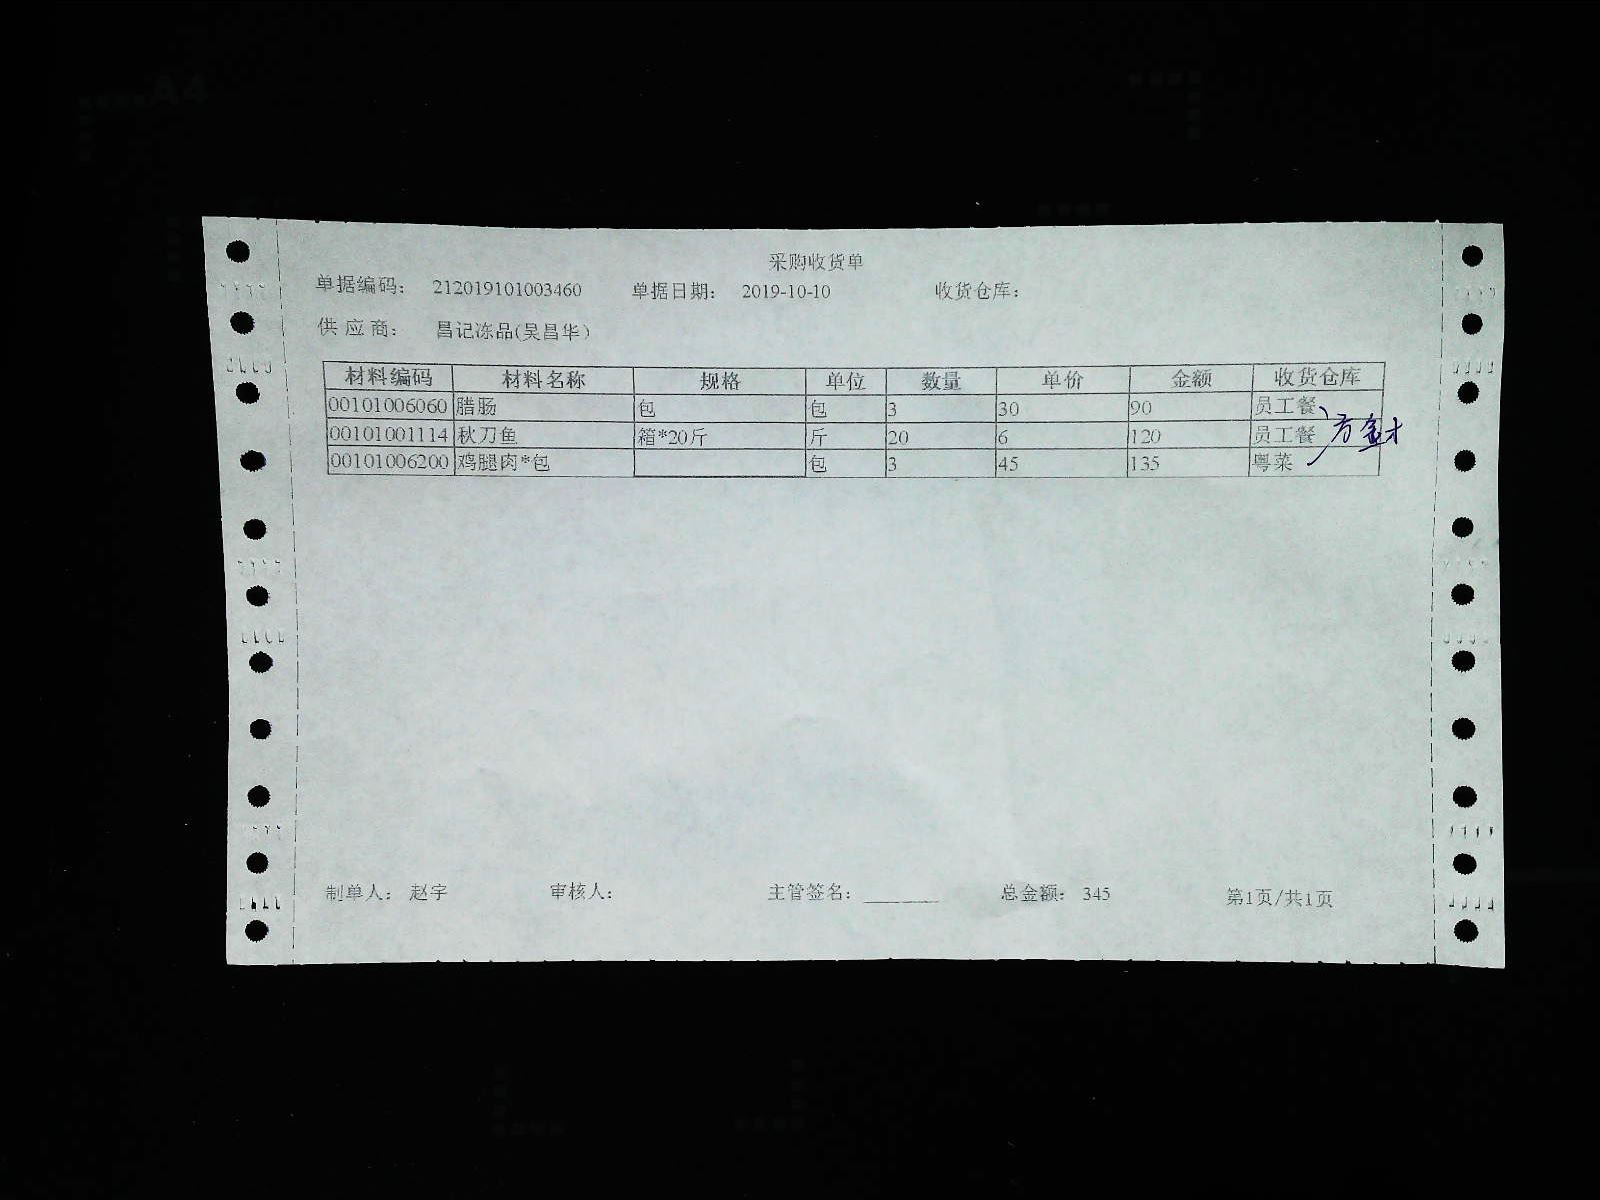 采购收货单
单据编码： 212019101003460 单据日期： 2019-10-10 收货仓库：
供应商： 昌记冻品(吴昌华)
材料编码 材料名称 规格 单位 数量 单价 金额 收货仓库
00101006060 腊肠 包 包 3 30 90 员工餐
00101001114 秋刀鱼 箱*20斤 斤 20 6 120 员工餐
00101006200 鸡腿肉*包 包 3 45 135 粤菜
制单人： 赵宇 审核人： 主管签名： 总金额： 345 第1页/共1页